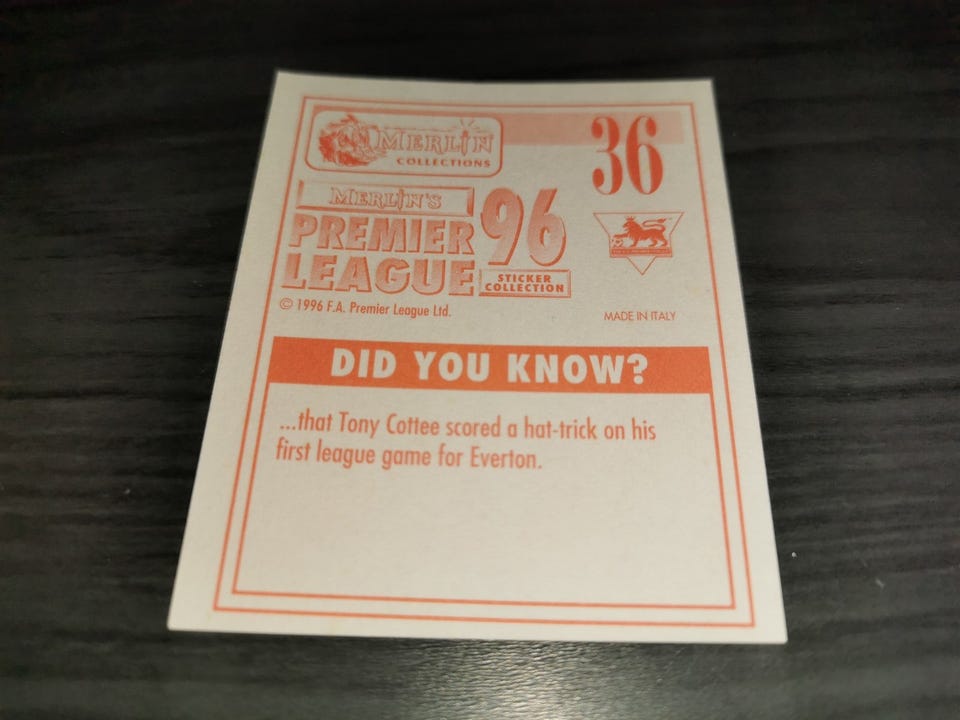 MERLIN
COLLECTIONS
36
MERLIN'S
PREMIER
LEAGUE
96
STICKER
COLLECTION
© 1996 F.A. Premier League Ltd.
MADE IN ITALY
DID YOU KNOW?
...that Tony Cottee scored a hat-trick on his
first league game for Everton.